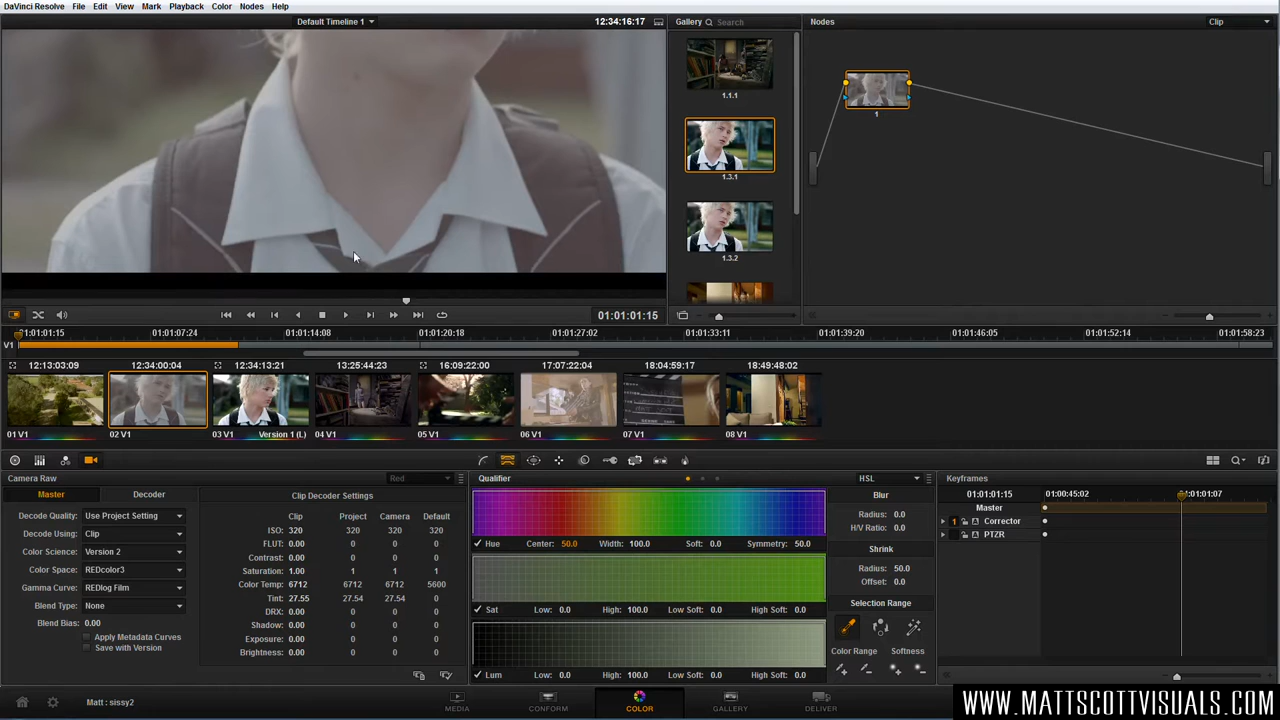 DaVinci Resolve File Edit View Mark Playback Color Nodes Help
Default Timeline 1 12:34:16:17 Gallery Search Nodes Clip
1.1.1
1
1.3.1
1.3.2
01:01:01:15
01:01:01:15 01:01:07:24 01:01:14:08 01:01:20:18 01:01:27:02 01:01:33:11 01:01:39:20 01:01:46:05 01:01:52:14 01:01:58:23
V1
12:13:03:09 12:34:00:04 12:34:13:21 13:25:44:23 16:09:22:00 17:07:22:04 18:04:59:17 18:49:48:02
01 V1 02 V1 03 V1 Version 1 (L) 04 V1 05 V1 06 V1 07 V1 08 V1
Camera Raw Red Qualifier HSL Keyframes
Master Decoder Clip Decoder Settings Blur 01:01:01:15 01:00:45:02 01:01:01:07
Decode Quality: Use Project Setting Clip Project Camera Default Radius: 0.0 Master
Decode Using: Clip ISO: 320 320 320 320 H/V Ratio: 0.0 1 Corrector
Color Science: Version 2 FLUT: 0.00 0 0 0 Hue Center: 50.0 Width: 100.0 Soft: 0.0 Symmetry: 50.0 Shrink PTZR
Color Space: REDcolor3 Contrast: 0.00 0 0 0 Radius: 50.0
Gamma Curve: REDlog Film Saturation: 1.00 1 1 1 Offset: 0.0
Blend Type: None Color Temp: 6712 6712 6712 5600 Selection Range
Blend Bias: 0.00 Tint: 27.55 27.54 27.54 0 Sat Low: 0.0 High: 100.0 Low Soft: 0.0 High Soft: 0.0
Apply Metadata Curves DRX: 0.00 0 0 0
Save with Version Shadow: 0.00 0 0 0 Color Range Softness
Exposure: 0.00 0 0 0
Brightness: 0.00 0 0 0
Lum Low: 0.0 High: 100.0 Low Soft: 0.0 High Soft: 0.0
Matt : sissy2 MEDIA CONFORM COLOR GALLERY DELIVER
WWW.MATTSCOTTVISUALS.COM